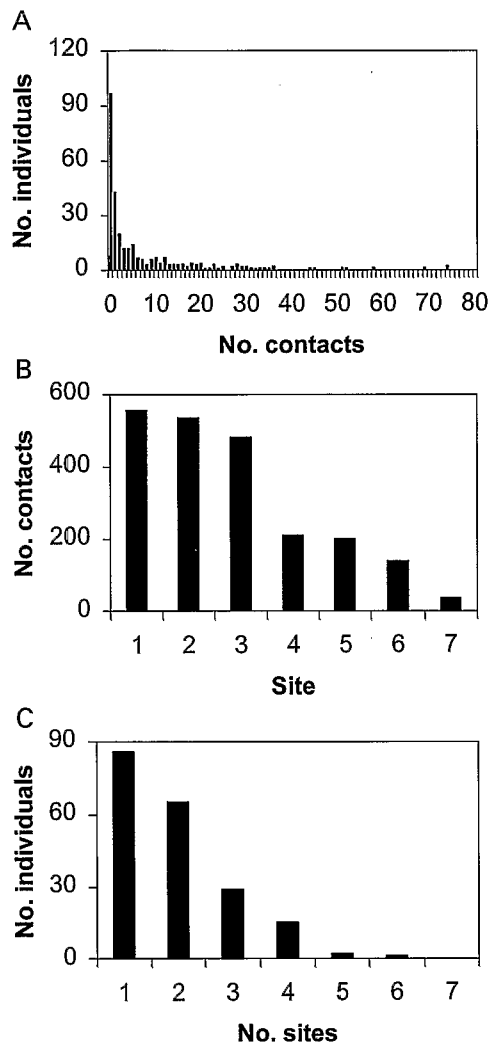 A
120
90
60
30
0
No. individuals
0 10 20 30 40 50 60 70 80
No. contacts
B
600
400
200
0
No. contacts
1 2 3 4 5 6 7
Site
C
90
60
30
0
No. individuals
1 2 3 4 5 6 7
No. sites